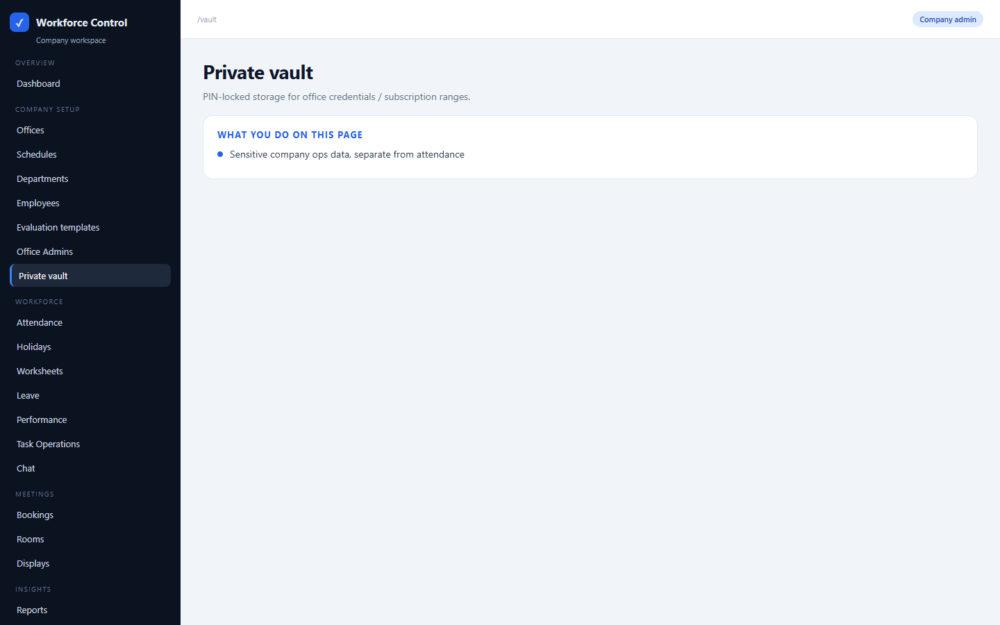 Workforce Control
Company workspace
OVERVIEW
Dashboard
COMPANY SETUP
Offices
Schedules
Departments
Employees
Evaluation templates
Office Admins
Private vault
WORKFORCE
Attendance
Holidays
Worksheets
Leave
Performance
Task Operations
Chat
MEETINGS
Bookings
Rooms
Displays
INSIGHTS
Reports
/vault
Company admin
Private vault
PIN-locked storage for office credentials / subscription ranges.
WHAT YOU DO ON THIS PAGE
Sensitive company ops data, separate from attendance